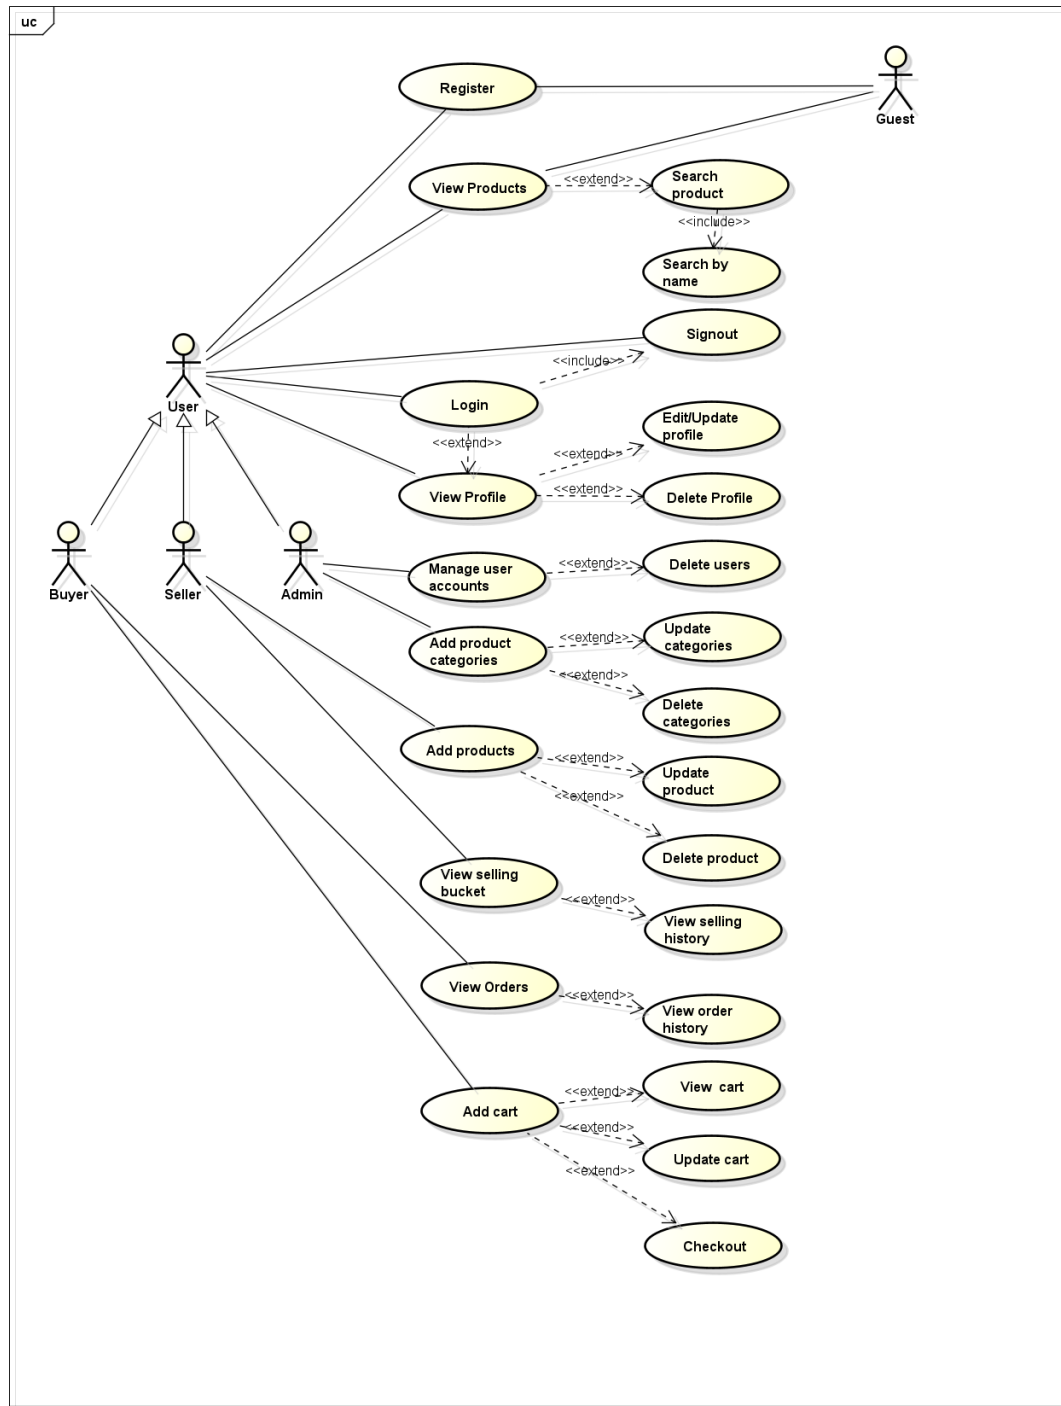 uc
Register
Guest
View Products
<<extend>>
Search
product
<<include>>
Search by
name
Signout
User
<<include>>
Login
<<extend>>
Edit/Update
profile
<<extend>>
View Profile
<<extend>>
Delete Profile
Buyer
Seller
Admin
Manage user
accounts
<<extend>>
Delete users
Add product
categories
<<extend>>
Update
categories
<<extend>>
Delete
categories
Add products
<<extend>>
Update
product
<<extend>>
Delete product
View selling
bucket
<<extend>>
View selling
history
View Orders
<<extend>>
View order
history
Add cart
<<extend>>
View  cart
<<extend>>
Update cart
<<extend>>
Checkout